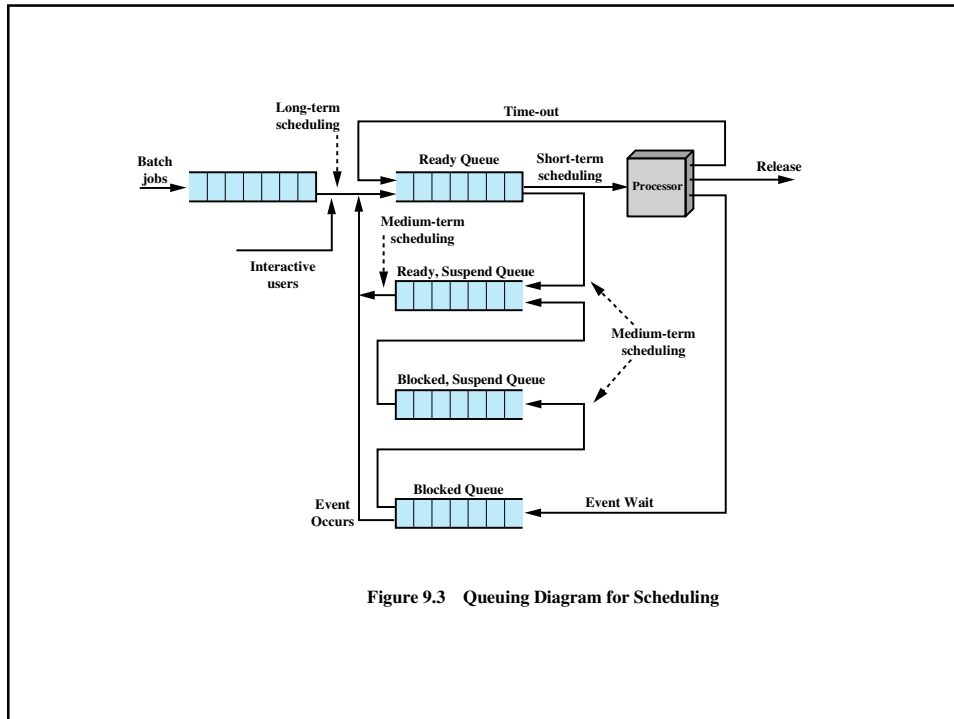 Long-term
scheduling
Time-out
Batch
jobs
Ready Queue
Short-term
scheduling
Processor
Release
Medium-term
scheduling
Interactive
users
Ready, Suspend Queue
Medium-term
scheduling
Blocked, Suspend Queue
Blocked Queue
Event
Occurs
Event Wait
Figure 9.3 Queuing Diagram for Scheduling